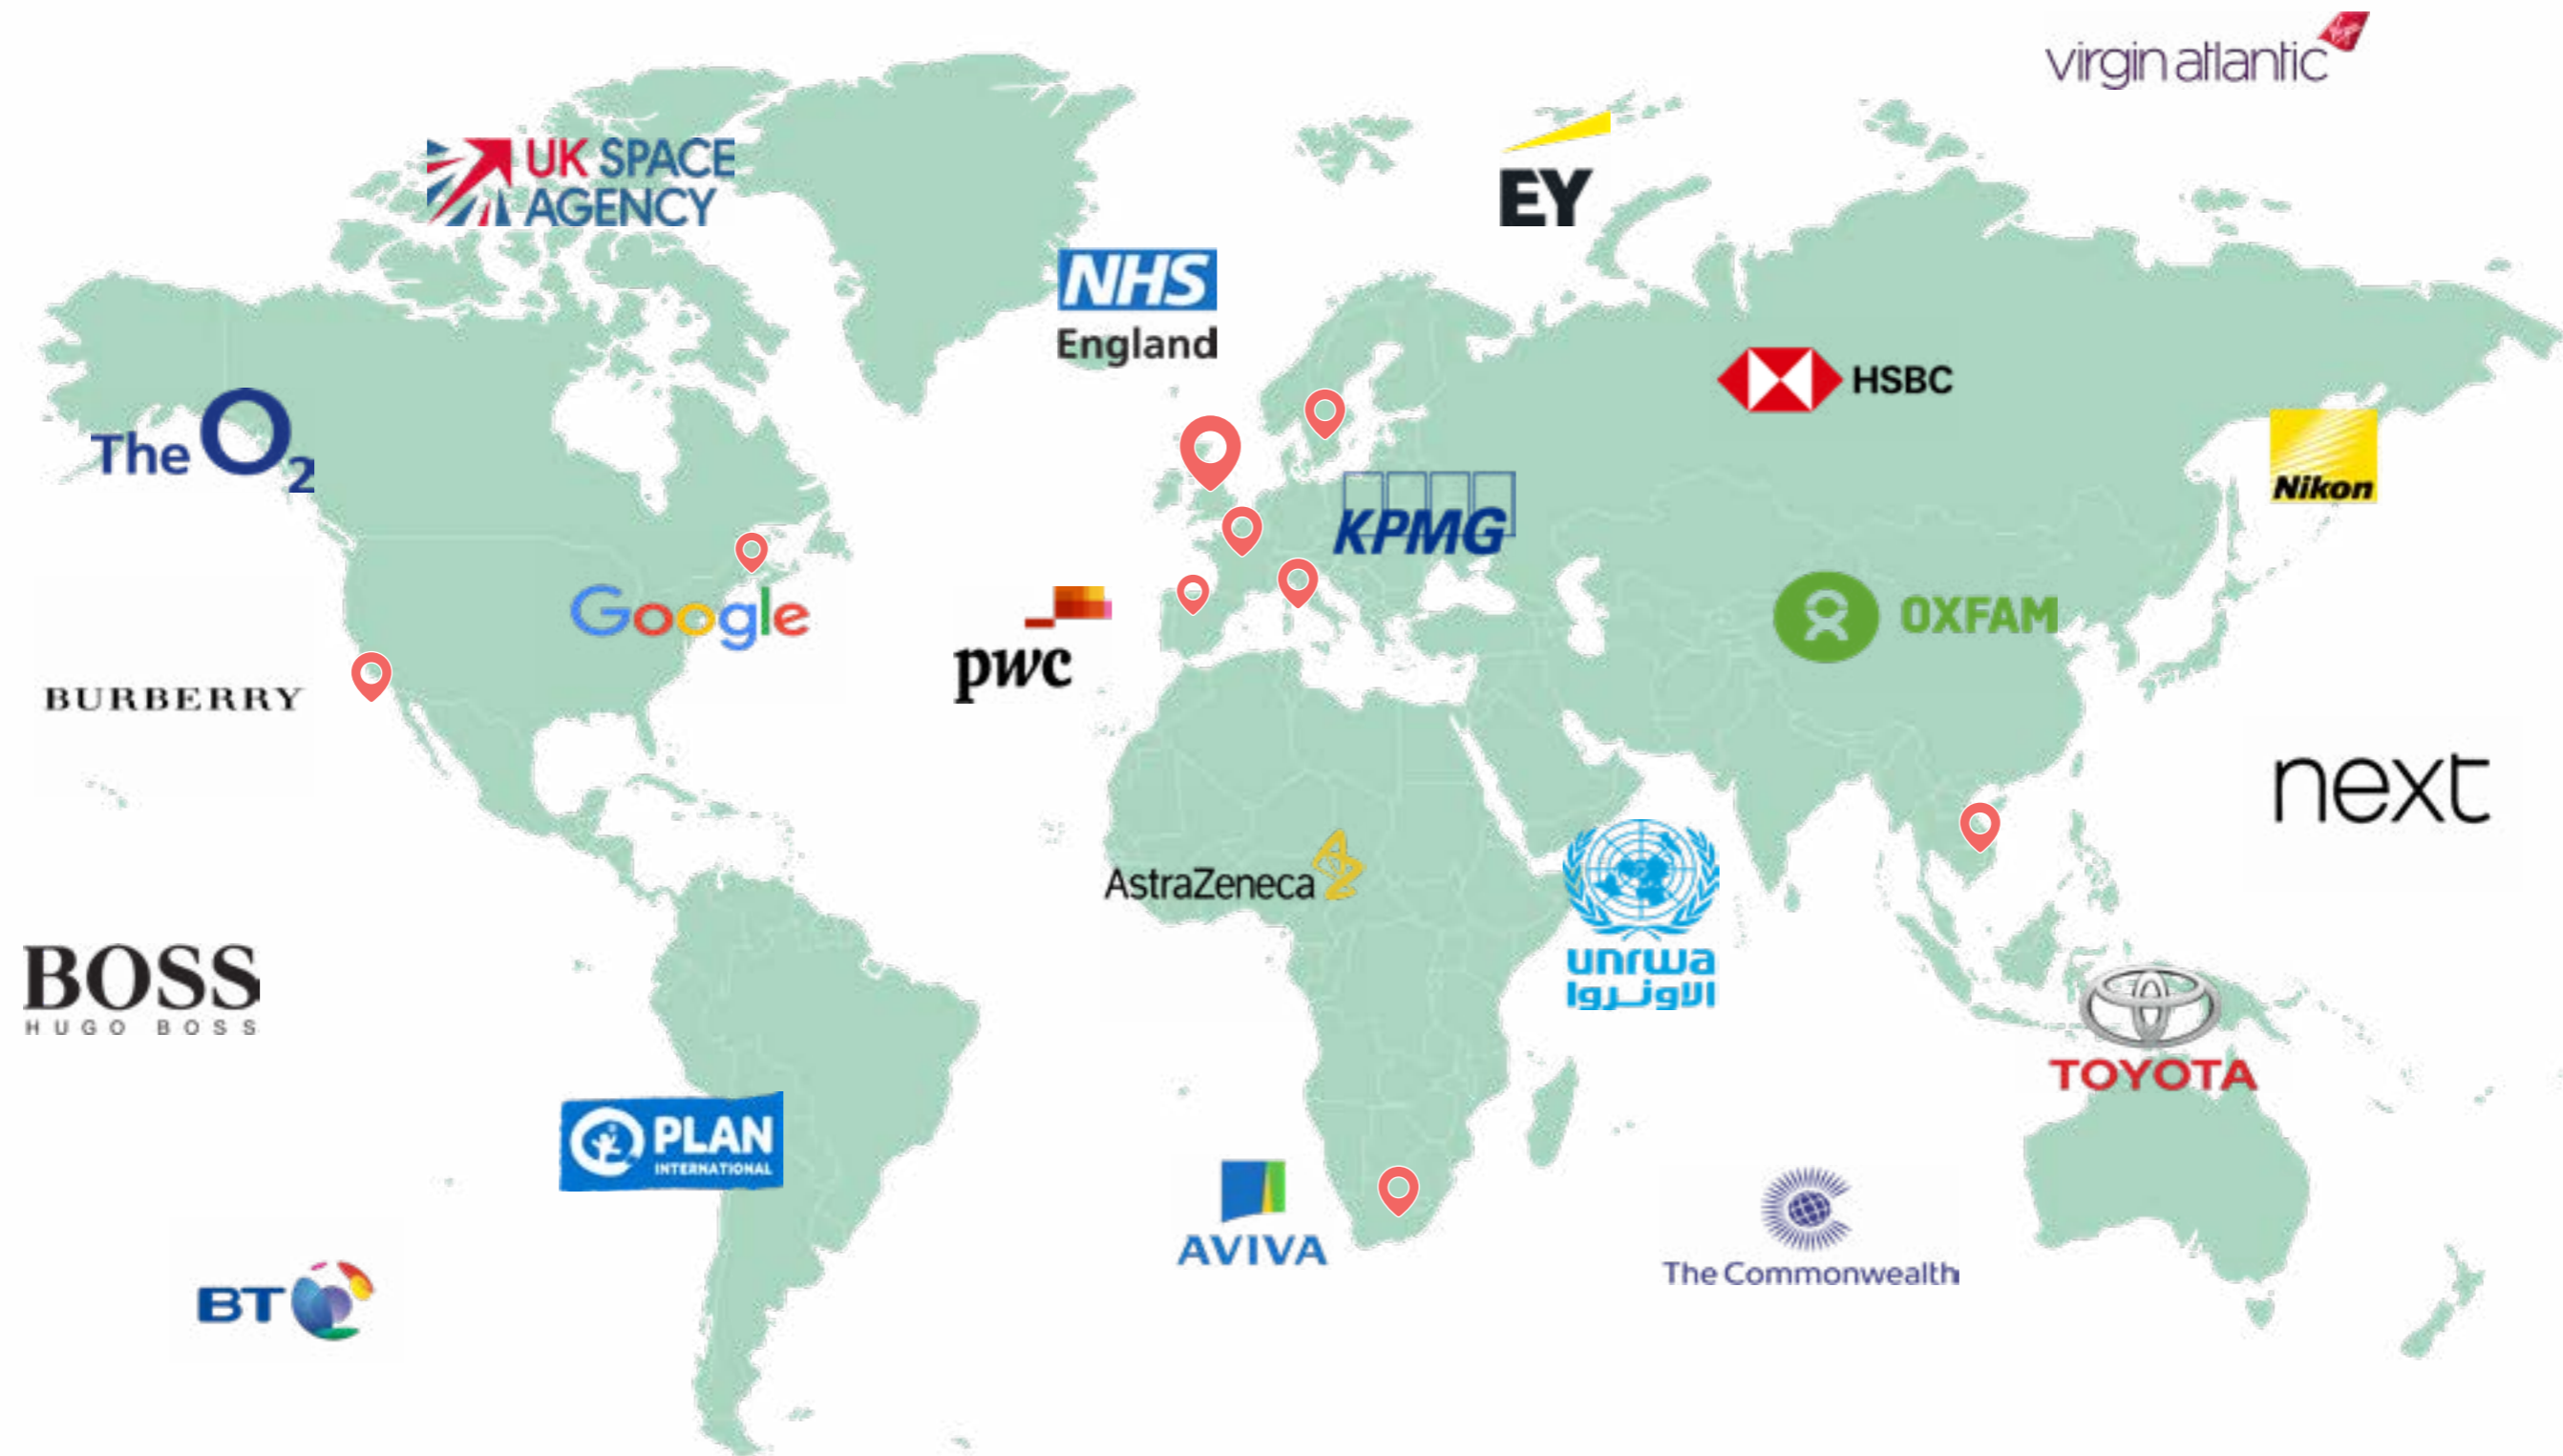 virgin atlantic
UK SPACE
AGENCY
EY
NHS
England
HSBC
The O2
Nikon
KPMG
Google
OXFAM
pwc
BURBERRY
next
AstraZeneca
unrwa
الاونروا
BOSS
HUGO BOSS
TOYOTA
PLAN
INTERNATIONAL
AVIVA
The Commonwealth
BT